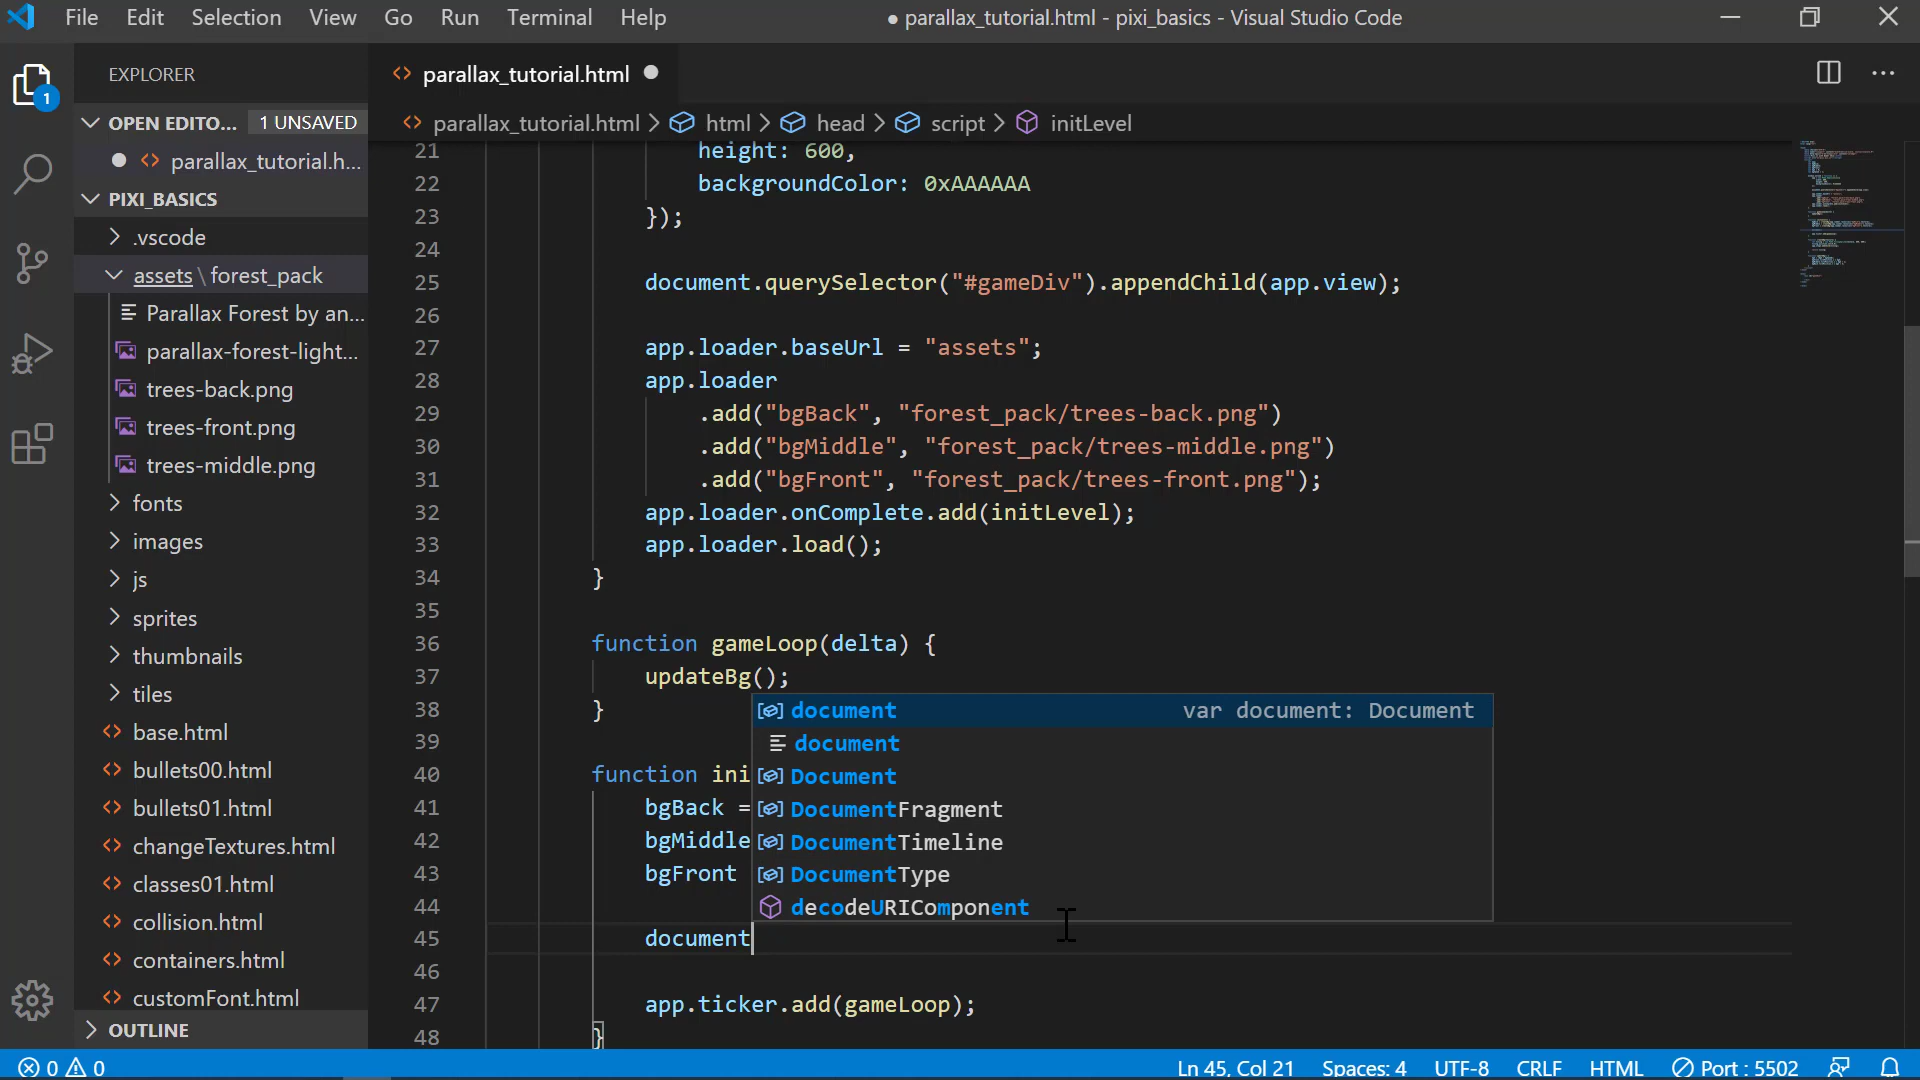 File Edit Selection View Go Run Terminal Help ● parallax_tutorial.html - pixi_basics - Visual Studio Code
EXPLORER
parallax_tutorial.html
1
OPEN EDITO... 1 UNSAVED
parallax_tutorial.h...
PIXI_BASICS
.vscode
assets \ forest_pack
Parallax Forest by an...
parallax-forest-light...
trees-back.png
trees-front.png
trees-middle.png
fonts
images
js
sprites
thumbnails
tiles
base.html
bullets00.html
bullets01.html
changeTextures.html
classes01.html
collision.html
containers.html
customFont.html
OUTLINE
parallax_tutorial.html > html > head > script > initLevel
21 height: 600,
22 backgroundColor: 0xAAAAAA
23 });
24
25 document.querySelector("#gameDiv").appendChild(app.view);
26
27 app.loader.baseUrl = "assets";
28 app.loader
29 .add("bgBack", "forest_pack/trees-back.png")
30 .add("bgMiddle", "forest_pack/trees-middle.png")
31 .add("bgFront", "forest_pack/trees-front.png");
32 app.loader.onComplete.add(initLevel);
33 app.loader.load();
34 }
35
36 function gameLoop(delta) {
37 updateBg();
38 }
39
40 function ini
41 bgBack =
42 bgMiddle
43 bgFront
44
45 document
46
47 app.ticker.add(gameLoop);
48 }
document var document: Document
document
Document
DocumentFragment
DocumentTimeline
DocumentType
decodeURIComponent
0 0 Ln 45, Col 21 Spaces: 4 UTF-8 CRLF HTML Port : 5502